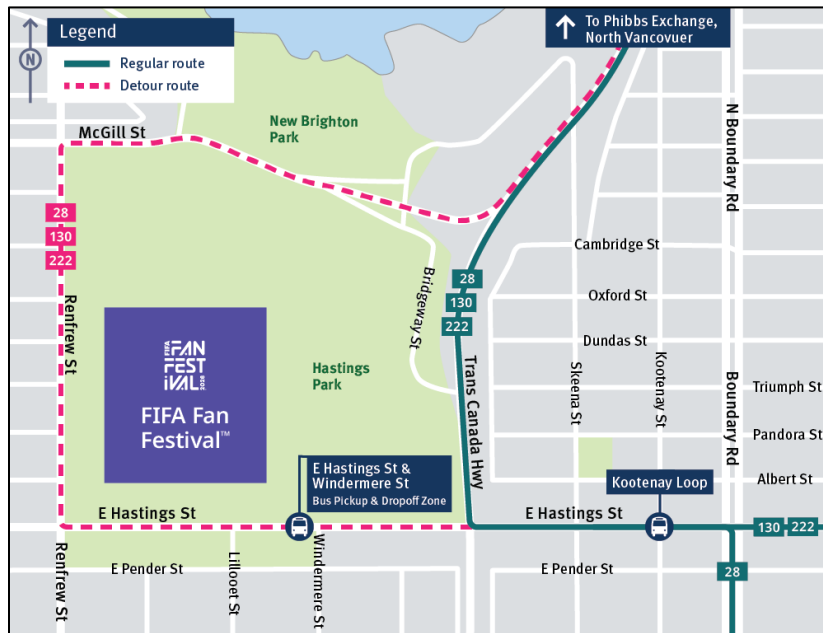 Legend
Regular route
Detour route
N
To Phibbs Exchange,
North Vancovuer
McGill St
New Brighton
Park
N Boundary Rd
28
130
222
Cambridge St
28
130
222
Bridgeway St
Oxford St
Renfrew St
Dundas St
FIFA
FAN
FEST
iVAL
2026
FIFA Fan
Festival™
Hastings
Park
Trans Canada Hwy
Skeena St
Kootenay St
Boundary Rd
Triumph St
Pandora St
E Hastings St &
Windermere St
Bus Pickup & Dropoff Zone
Kootenay Loop
Albert St
E Hastings St
E Hastings St
130
222
Renfrew St
E Pender St
Lillooet St
Windermere St
E Pender St
28